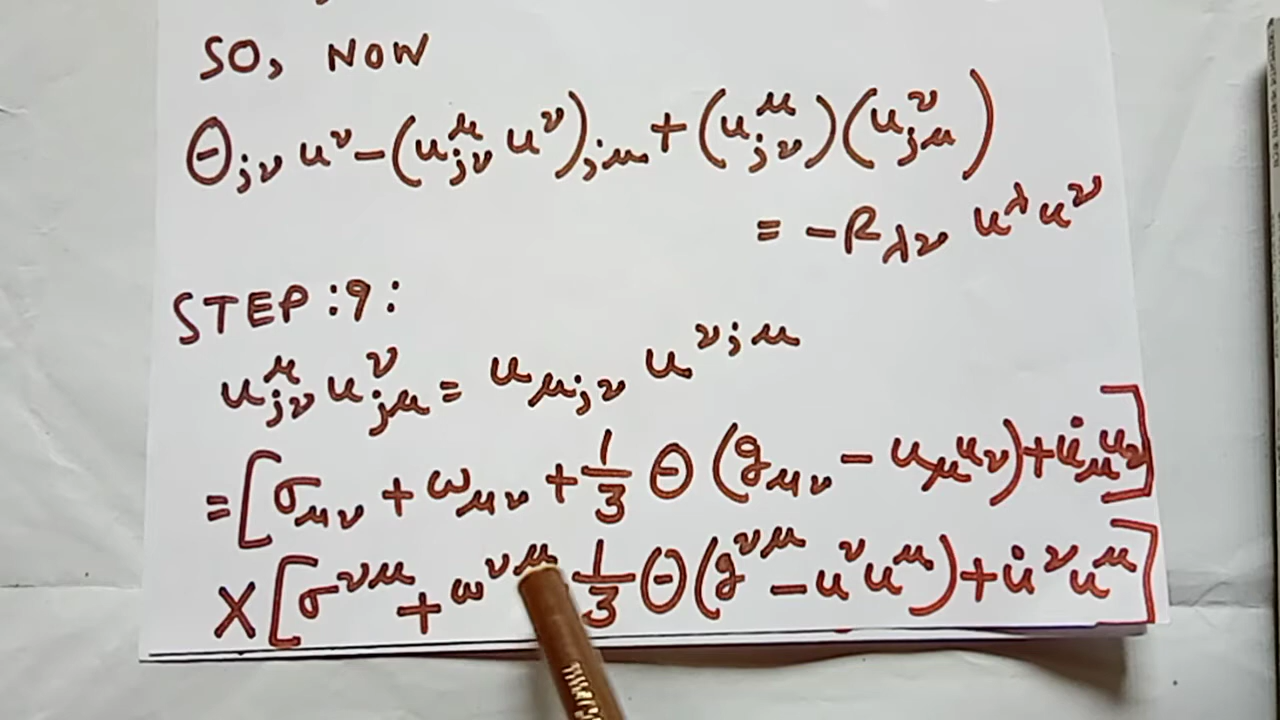 SO, NOW
Θ;ν u^ν − (u^μ;ν u^ν);μ + (u^μ;ν)(u^ν;μ)
= −R_λν u^λ u^ν
STEP:9:
u^μ;ν u^ν;μ = u_μ;ν u^ν;μ
= [σ_μν + ω_μν + 1/3 Θ (g_μν − u_μ u_ν) + u̇_μ u_ν]
X [σ^νμ + ω^νμ 1/3 Θ (g^νμ − u^ν u^μ) + u̇^ν u^μ]